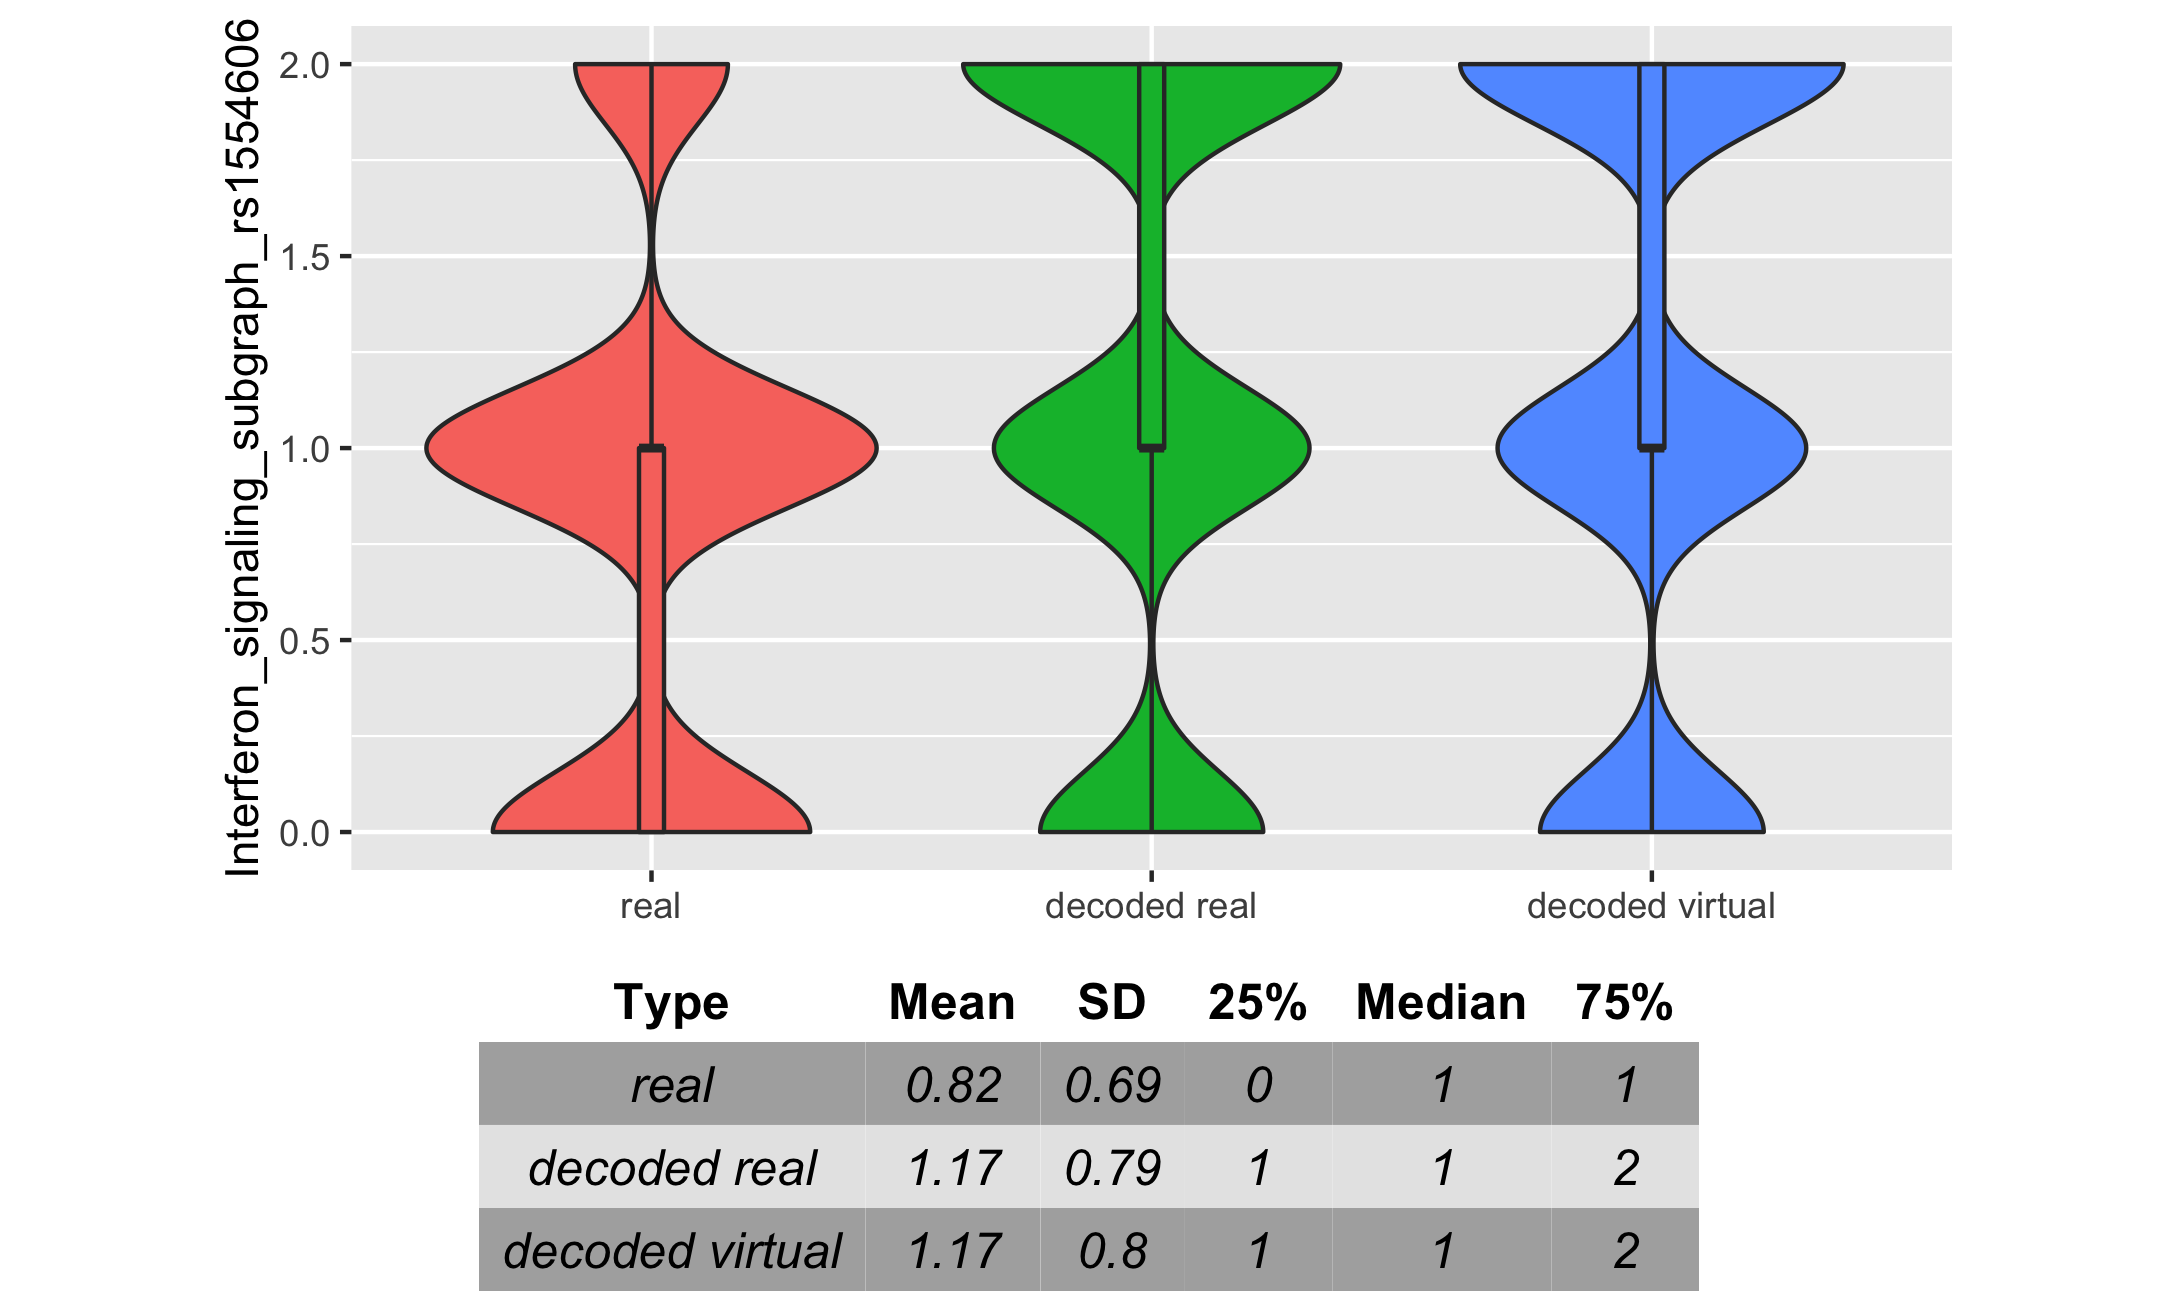 Interferon_signaling_subgraph_rs1554606
2.0
1.5
1.0
0.5
0.0
real decoded real decoded virtual
Type Mean SD 25% Median 75%
real 0.82 0.69 0 1 1
decoded real 1.17 0.79 1 1 2
decoded virtual 1.17 0.8 1 1 2